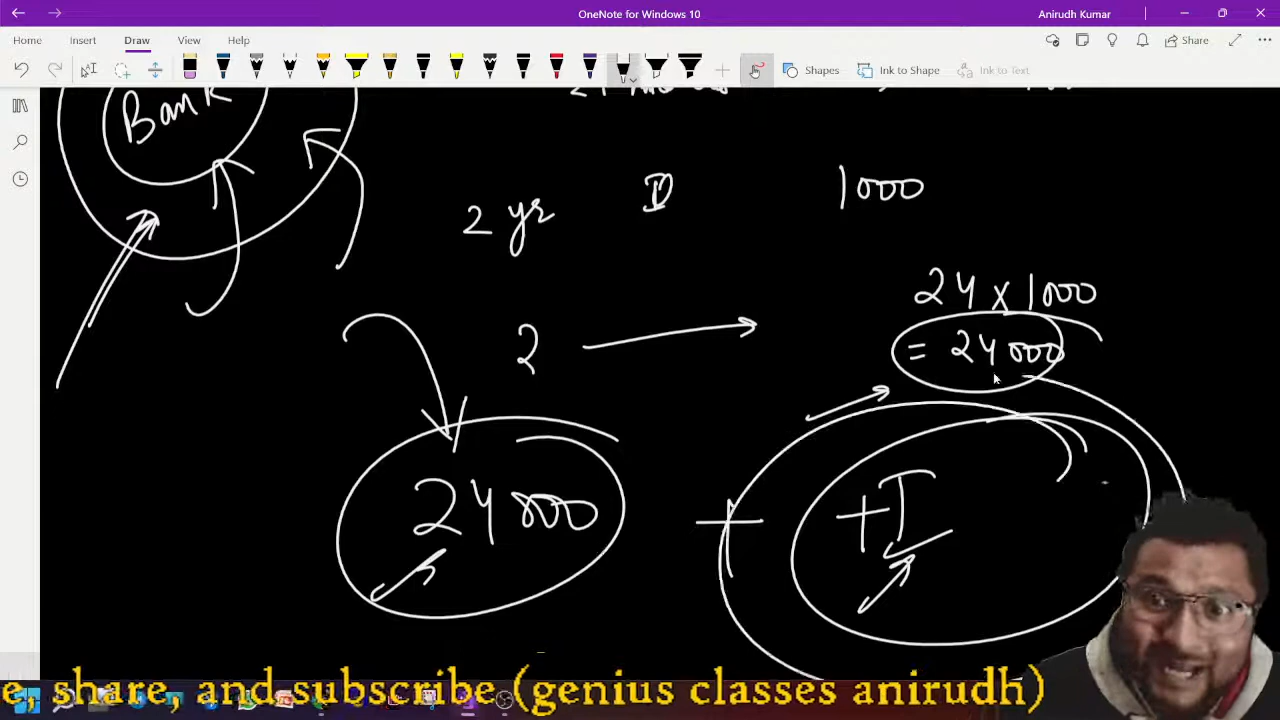 OneNote for Windows 10
Anirudh Kumar
Home Insert Draw View Help
Share
Shapes
Ink to Shape
Ink to Text
Bank
2 yr 1000
24 x 1000
2
= 24000
24000 + + I
e, share, and subscribe (genius classes anirudh)